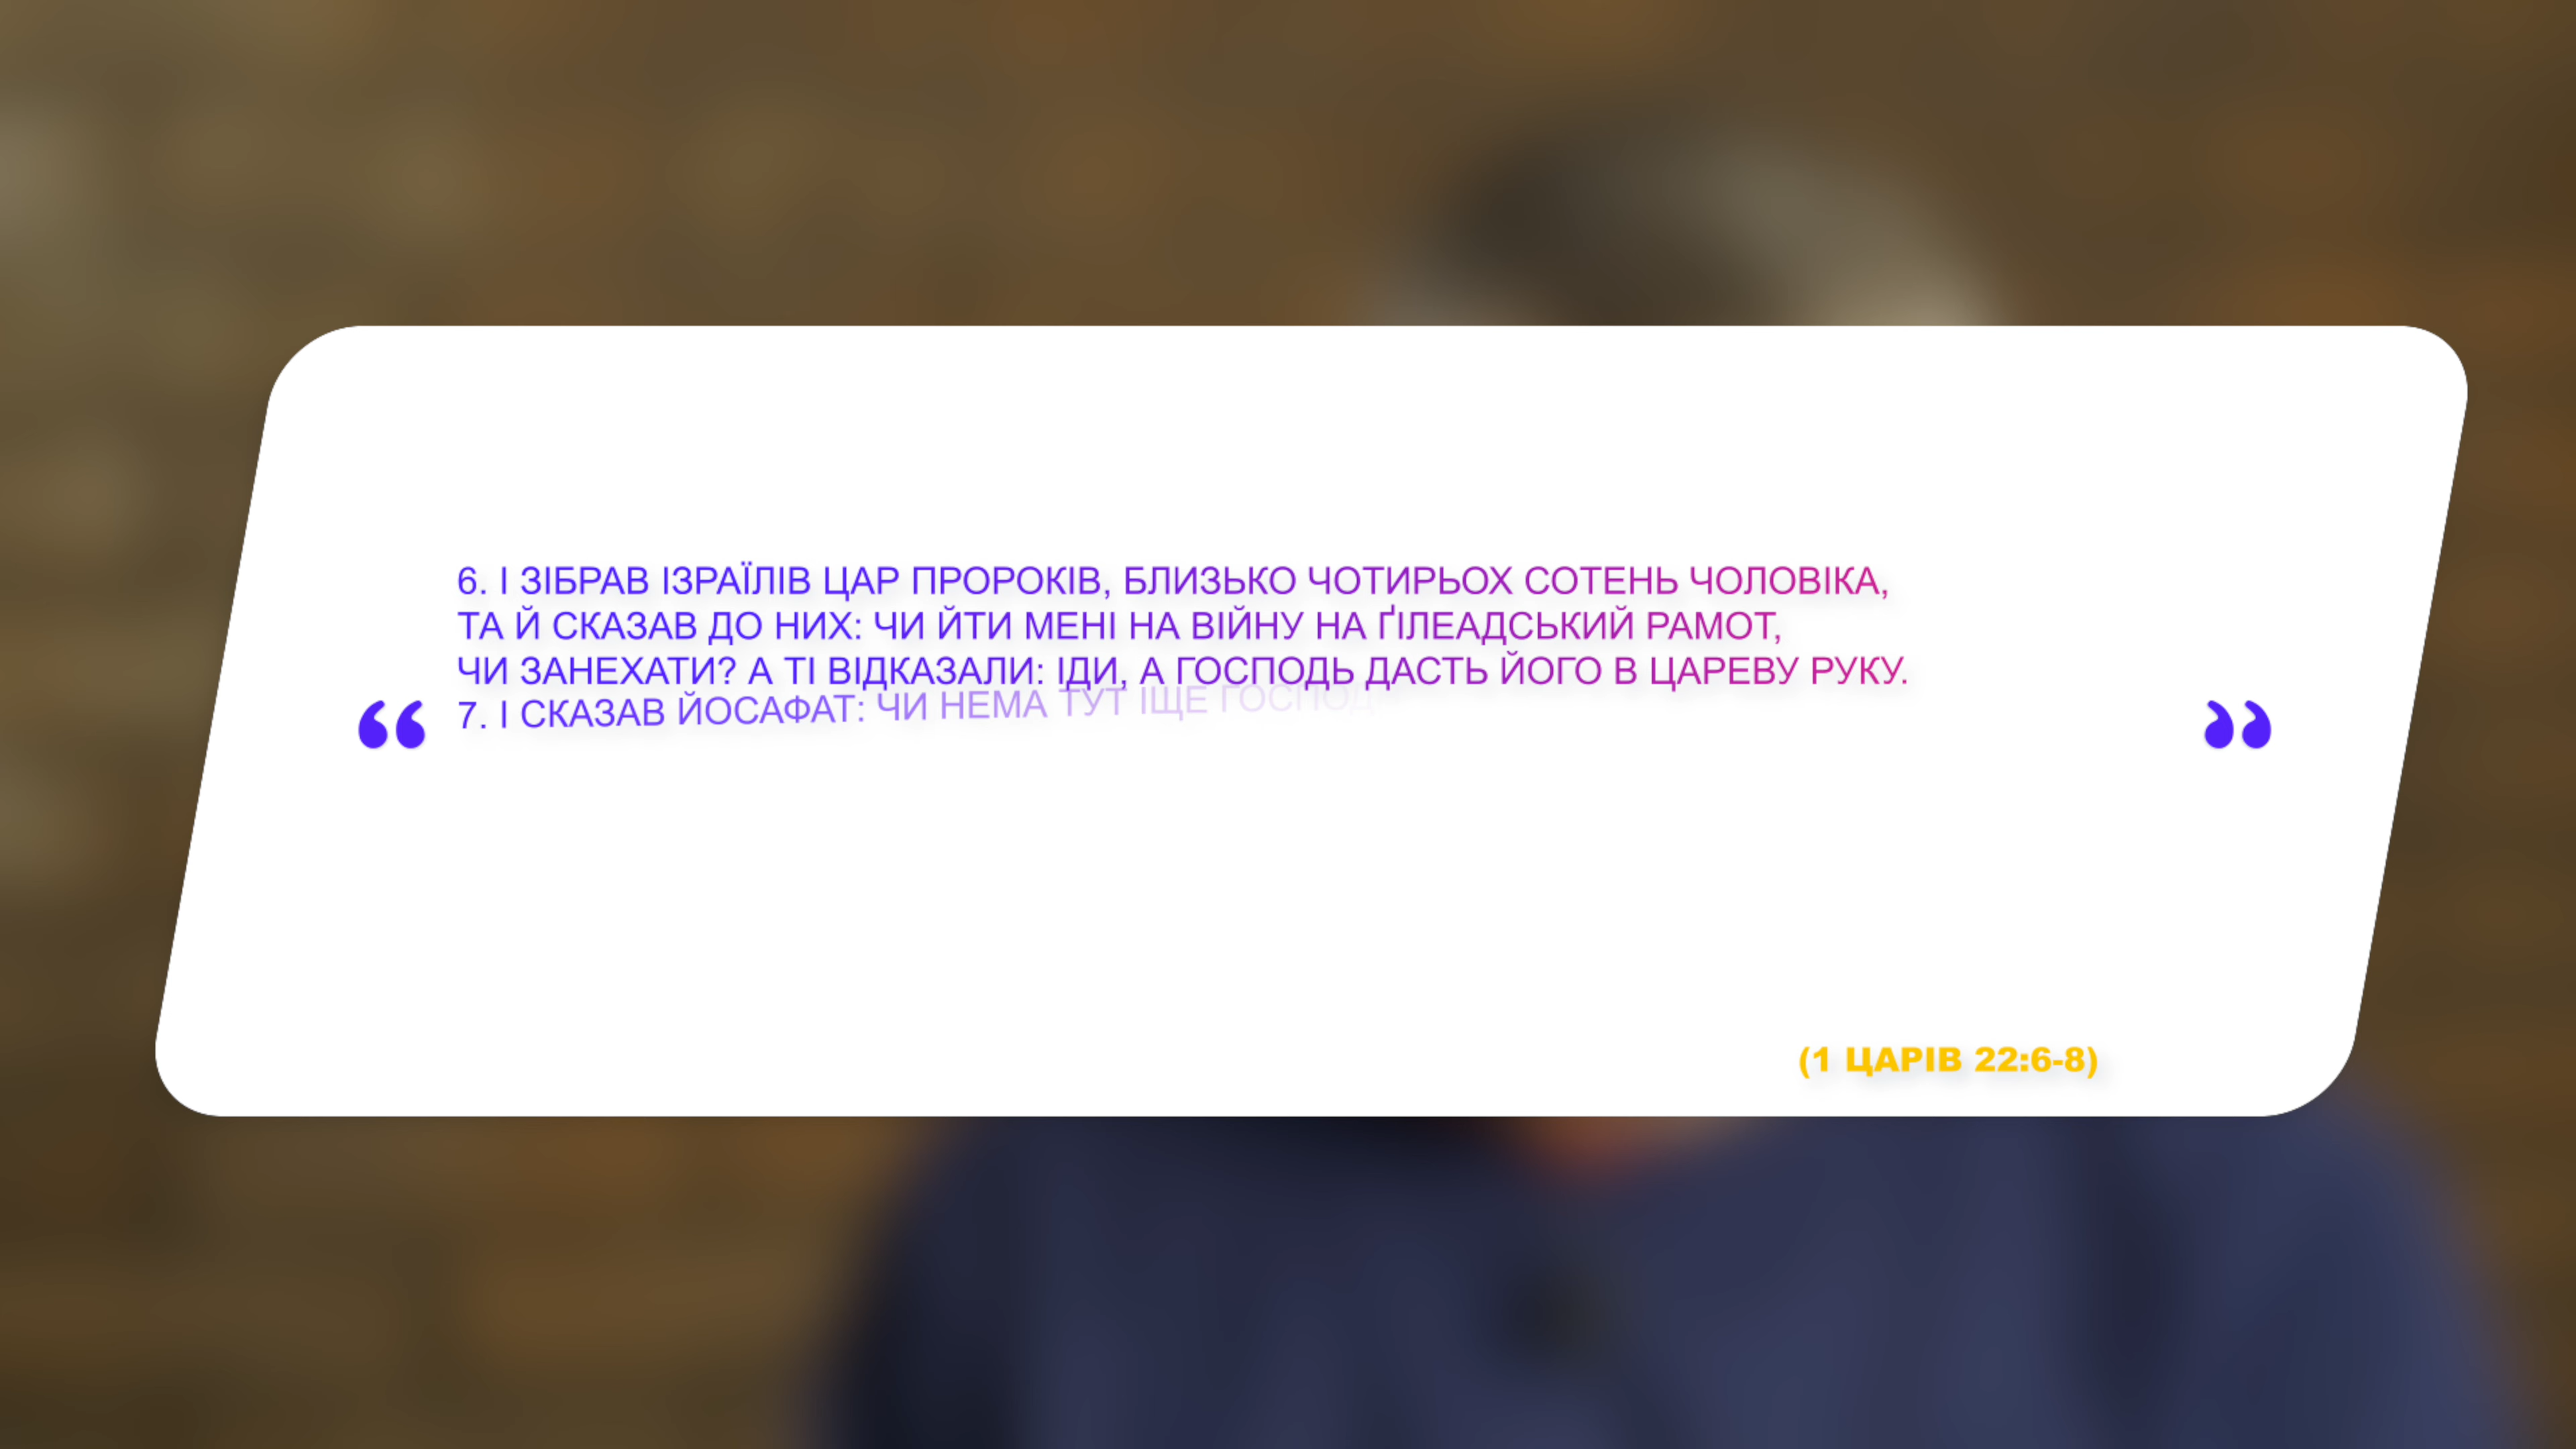 6. І ЗІБРАВ ІЗРАЇЛІВ ЦАР ПРОРОКІВ, БЛИЗЬКО ЧОТИРЬОХ СОТЕНЬ ЧОЛОВІКА,
ТА Й СКАЗАВ ДО НИХ: ЧИ ЙТИ МЕНІ НА ВІЙНУ НА ҐІЛЕАДСЬКИЙ РАМОТ,
ЧИ ЗАНЕХАТИ? А ТІ ВІДКАЗАЛИ: ІДИ, А ГОСПОДЬ ДАСТЬ ЙОГО В ЦАРЕВУ РУКУ.
“ 7. І СКАЗАВ ЙОСАФАТ: ЧИ НЕМА ТУТ ІЩЕ ”
(1 ЦАРІВ 22:6-8)